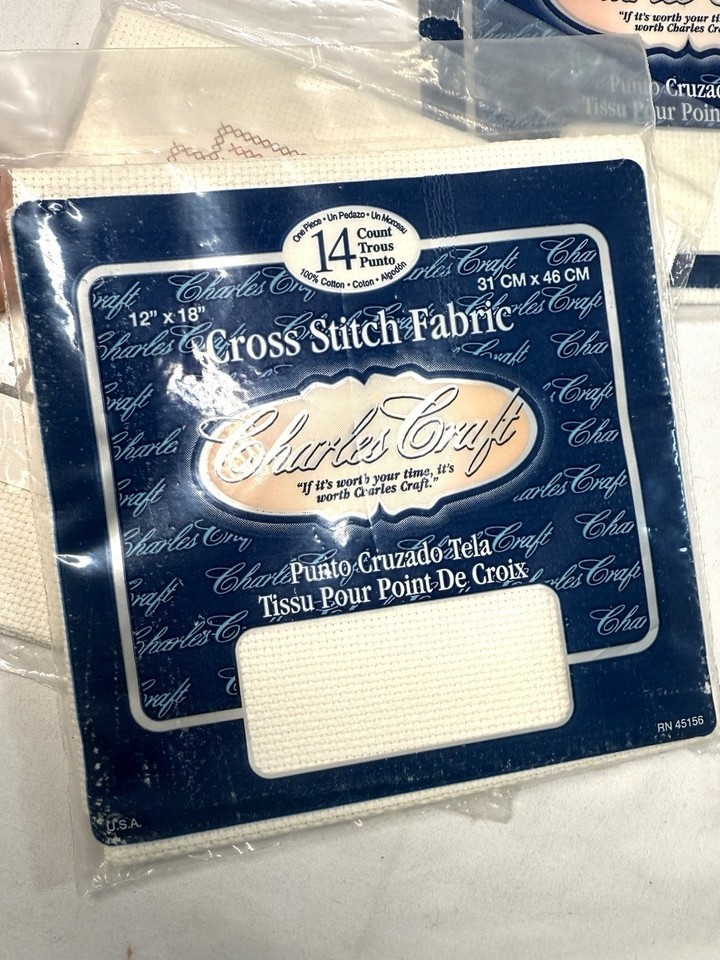 "If it's worth your ti
worth Charles Cra
Punto Cruzad
Tissu Pour Poin
One Piece • Un Pedazo • Un Morceau
14 Count
Trous
Punto
100% Cotton • Coton • Algodón
12" x 18"
31 CM x 46 CM
Cross Stitch Fabric
Charles Craft
"If it's worth your time, it's
worth Charles Craft."
Punto Cruzado Tela
Tissu Pour Point De Croix
RN 45156
U.S.A.